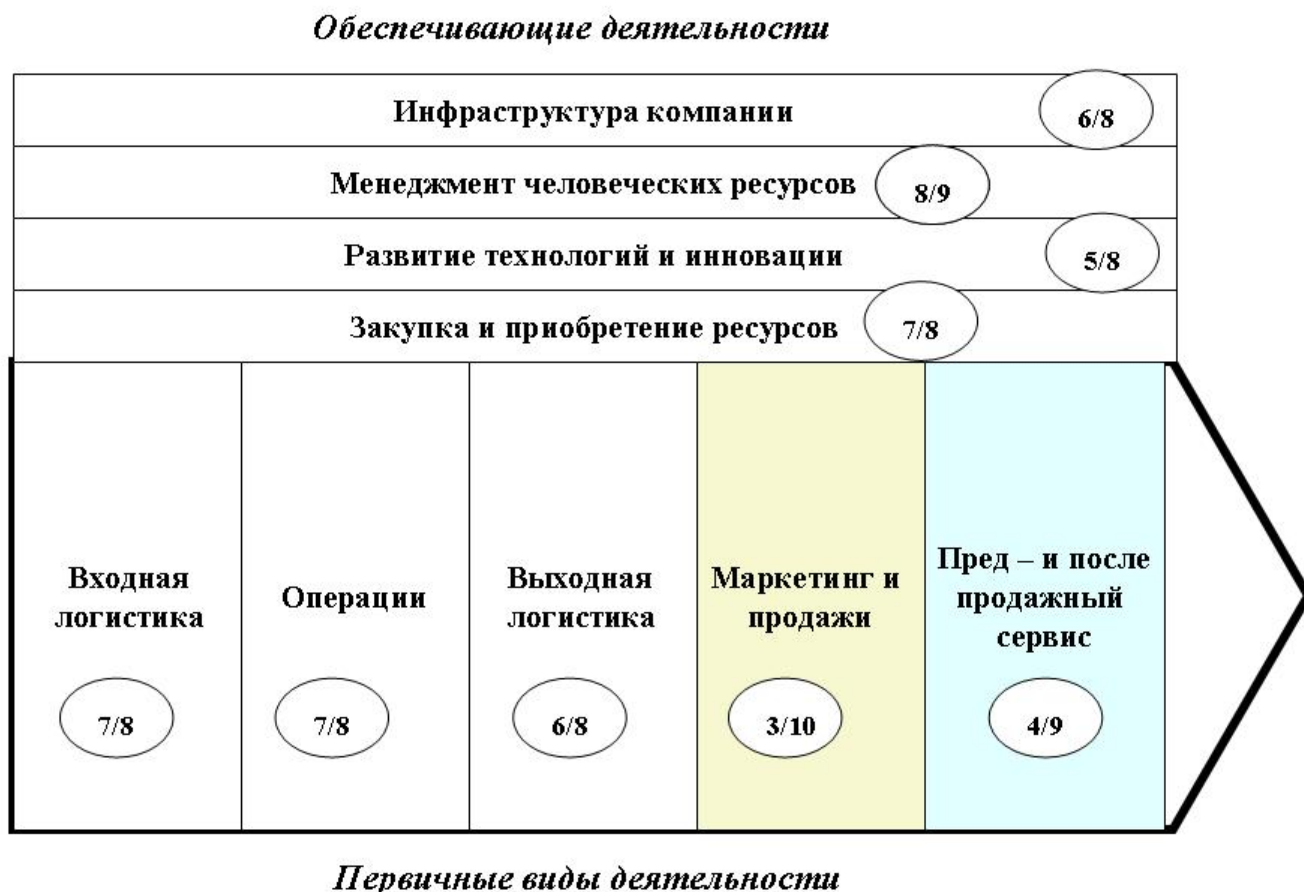 Обеспечивающие деятельности
Инфраструктура компании 6/8
Менеджмент человеческих ресурсов 8/9
Развитие технологий и инновации 5/8
Закупка и приобретение ресурсов 7/8
Входная
логистика
7/8
Операции
7/8
Выходная
логистика
6/8
Маркетинг и
продажи
3/10
Пред – и после
продажный
сервис
4/9
Первичные виды деятельности